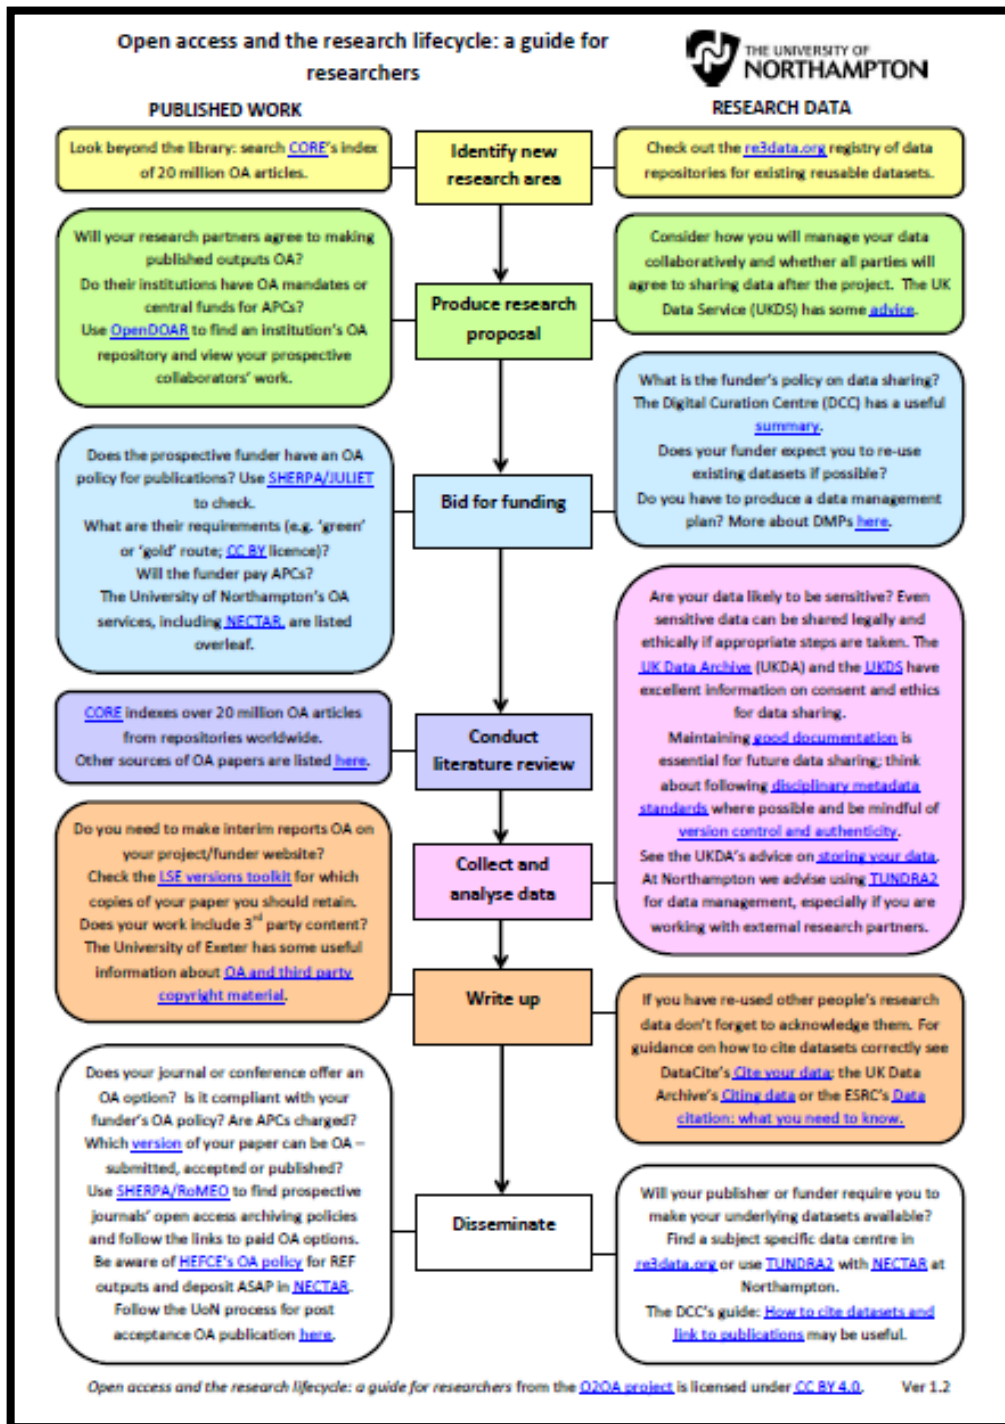 Open access and the research lifecycle: a guide for
researchers
THE UNIVERSITY OF
NORTHAMPTON
PUBLISHED WORK
RESEARCH DATA
Look beyond the library: search CORE's index
of 20 million OA articles.
Identify new
research area
Check out the re3data.org registry of data
repositories for existing reusable datasets.
Will your research partners agree to making
published outputs OA?
Do their institutions have OA mandates or
central funds for APCs?
Use OpenDOAR to find an institution's OA
repository and view your prospective
collaborators' work.
Produce research
proposal
Consider how you will manage your data
collaboratively and whether all parties will
agree to sharing data after the project. The UK
Data Service (UKDS) has some advice.
Does the prospective funder have an OA
policy for publications? Use SHERPA/JULIET
to check.
What are their requirements (e.g. 'green'
or 'gold' route; CC BY licence)?
Will the funder pay APCs?
The University of Northampton's OA
services, including NECTAR, are listed
overleaf.
Bid for funding
What is the funder's policy on data sharing?
The Digital Curation Centre (DCC) has a useful
summary.
Does your funder expect you to re-use
existing datasets if possible?
Do you have to produce a data management
plan? More about DMPs here.
CORE indexes over 20 million OA articles
from repositories worldwide.
Other sources of OA papers are listed here.
Conduct
literature review
Are your data likely to be sensitive? Even
sensitive data can be shared legally and
ethically if appropriate steps are taken. The
UK Data Archive (UKDA) and the UKDS have
excellent information on consent and ethics
for data sharing.
Maintaining good documentation is
essential for future data sharing; think
about following disciplinary metadata
standards where possible and be mindful of
version control and authenticity.
See the UKDA's advice on storing your data.
At Northampton we advise using TUNDRA2
for data management, especially if you are
working with external research partners.
Collect and
analyse data
Do you need to make interim reports OA on
your project/funder website?
Check the LSE versions toolkit for which
copies of your paper you should retain.
Does your work include 3rd party content?
The University of Exeter has some useful
information about OA and third party
copyright material.
Write up
If you have re-used other people's research
data don't forget to acknowledge them. For
guidance on how to cite datasets correctly see
DataCite's Cite your data; the UK Data
Archive's Citing data or the ESRC's Data
citation: what you need to know.
Does your journal or conference offer an
OA option? Is it compliant with your
funder's OA policy? Are APCs charged?
Which version of your paper can be OA –
submitted, accepted or published?
Use SHERPA/RoMEO to find prospective
journals' open access archiving policies
and follow the links to paid OA options.
Be aware of HEFCE's OA policy for REF
outputs and deposit ASAP in NECTAR.
Follow the UoN process for post
acceptance OA publication here.
Disseminate
Will your publisher or funder require you to
make your underlying datasets available?
Find a subject specific data centre in
re3data.org or use TUNDRA2 with NECTAR at
Northampton.
The DCC's guide: How to cite datasets and
link to publications may be useful.
Open access and the research lifecycle: a guide for researchers from the O2OA project is licensed under CC BY 4.0. Ver 1.2